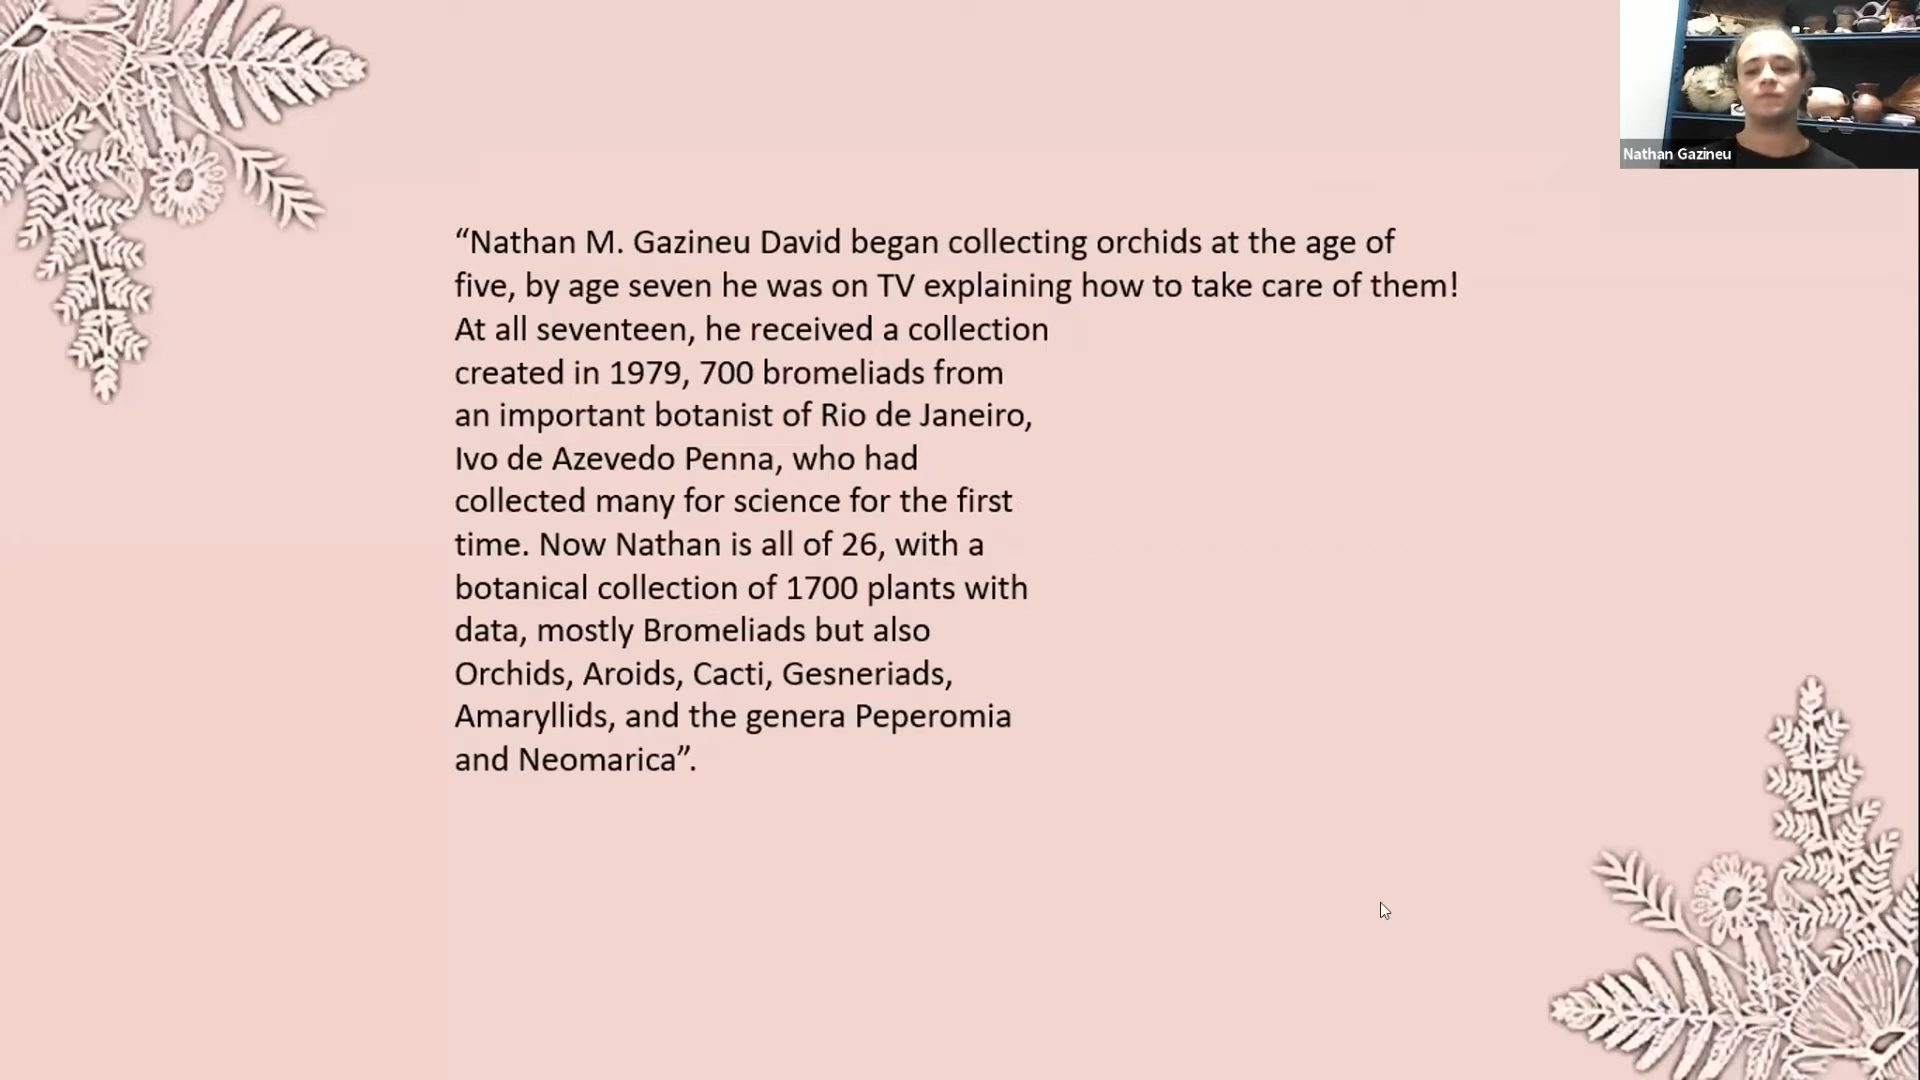 Nathan Gazineu
“Nathan M. Gazineu David began collecting orchids at the age of
five, by age seven he was on TV explaining how to take care of them!
At all seventeen, he received a collection
created in 1979, 700 bromeliads from
an important botanist of Rio de Janeiro,
Ivo de Azevedo Penna, who had
collected many for science for the first
time. Now Nathan is all of 26, with a
botanical collection of 1700 plants with
data, mostly Bromeliads but also
Orchids, Aroids, Cacti, Gesneriads,
Amaryllids, and the genera Peperomia
and Neomarica”.